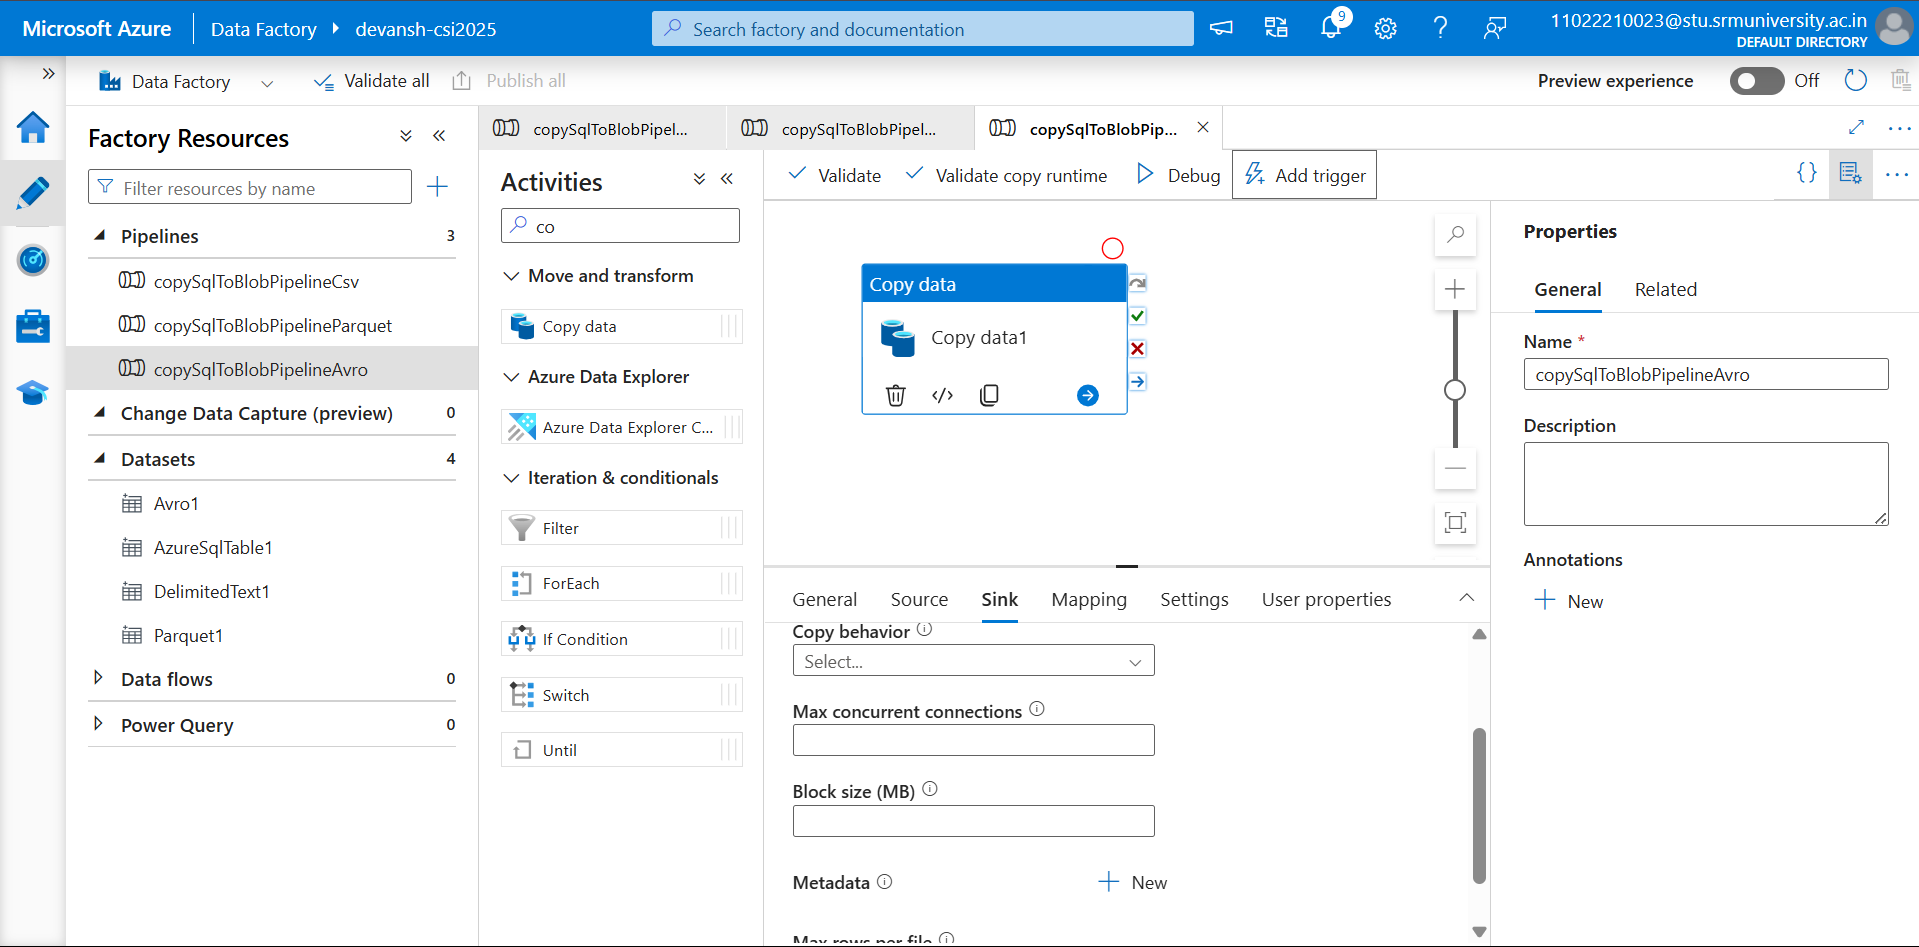 Microsoft Azure
Data Factory
devansh-csi2025
Search factory and documentation
9
11022210023@stu.srmuniversity.ac.in
DEFAULT DIRECTORY
Data Factory
Validate all
Publish all
Preview experience
Off
Factory Resources
Filter resources by name
Pipelines 3
copySqlToBlobPipelineCsv
copySqlToBlobPipelineParquet
copySqlToBlobPipelineAvro
Change Data Capture (preview) 0
Datasets 4
Avro1
AzureSqlTable1
DelimitedText1
Parquet1
Data flows 0
Power Query 0
copySqlToBlobPipel...
copySqlToBlobPipel...
copySqlToBlobPip...
Activities
co
Move and transform
Copy data
Azure Data Explorer
Azure Data Explorer C...
Iteration & conditionals
Filter
ForEach
If Condition
Switch
Until
Validate
Validate copy runtime
Debug
Add trigger
Copy data
Copy data1
General
Source
Sink
Mapping
Settings
User properties
Copy behavior
Select...
Max concurrent connections
Block size (MB)
Metadata
New
Max rows per file
Properties
General
Related
Name *
copySqlToBlobPipelineAvro
Description
Annotations
New